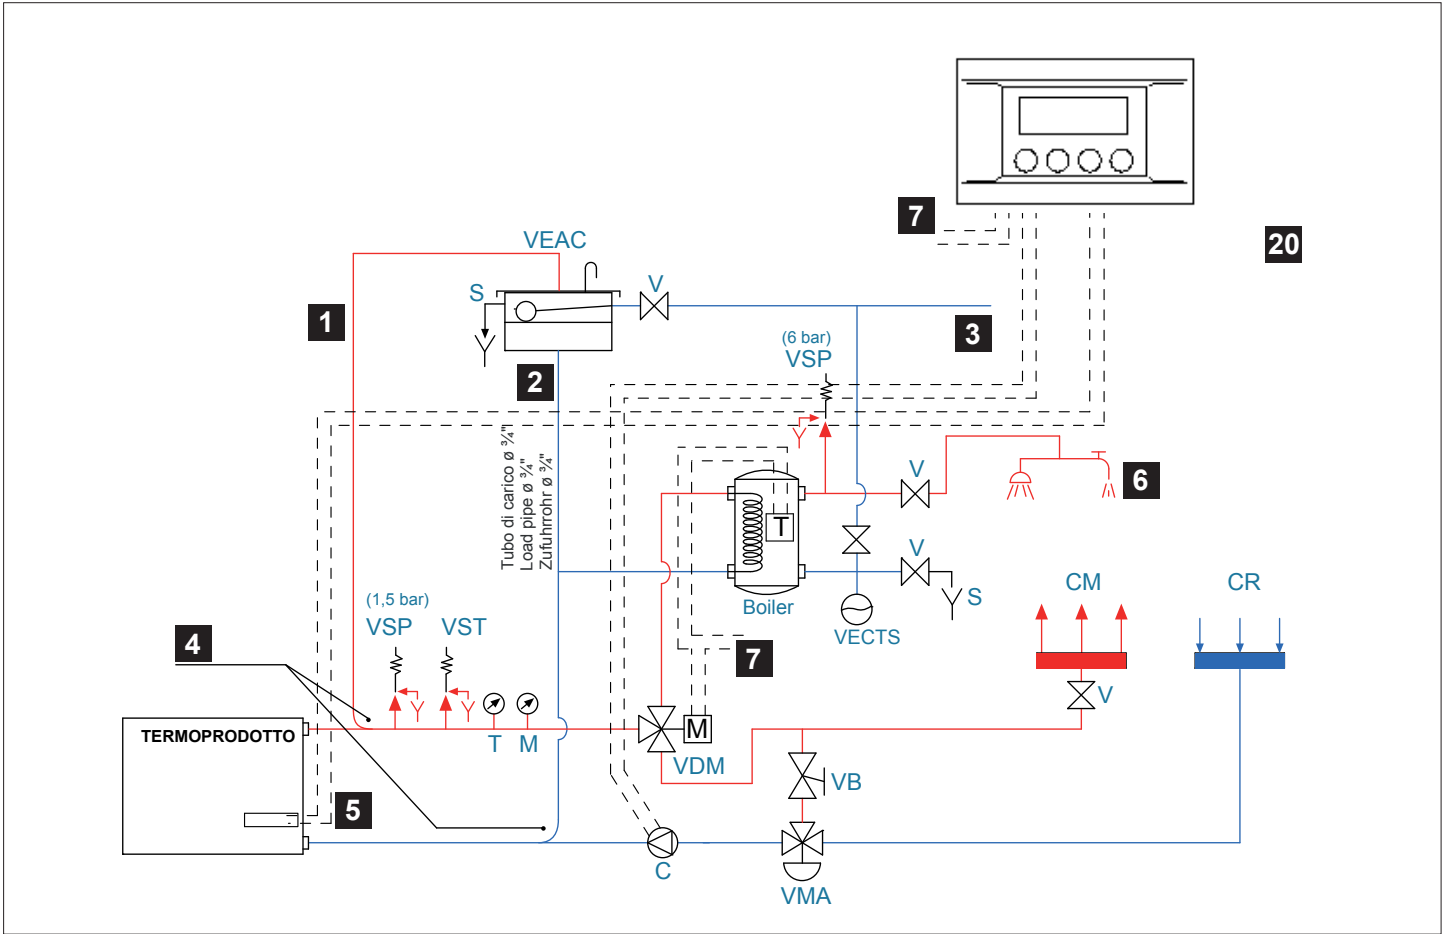 7
20
VEAC
S
V
1
3
(6 bar)
VSP
2
Tubo di carico ø ¾"
Load pipe ø ¾"
Zufuhrrohr ø ¾"
V
6
T
V
S
Boiler
VECTS
CM
CR
(1,5 bar)
VSP
VST
4
7
V
TERMOPRODOTTO
T
M
M
VDM
VB
5
C
VMA